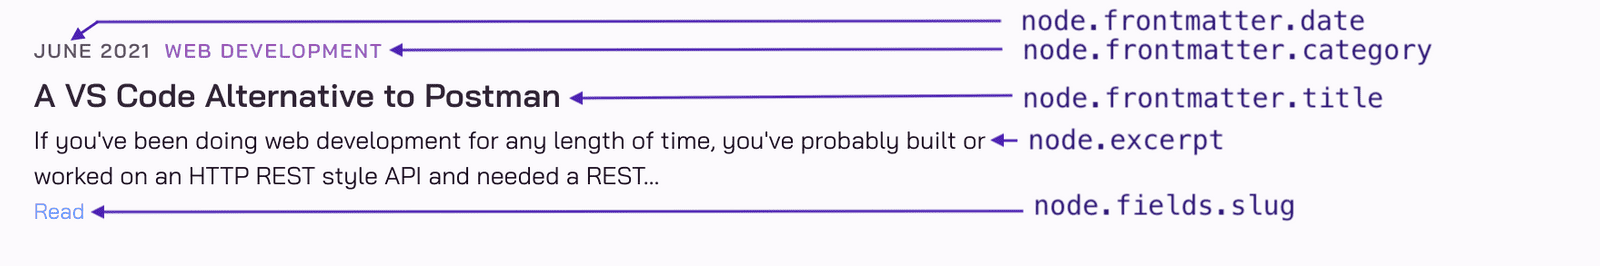 node.frontmatter.date
JUNE 2021 WEB DEVELOPMENT node.frontmatter.category
A VS Code Alternative to Postman node.frontmatter.title
If you've been doing web development for any length of time, you've probably built or node.excerpt
worked on an HTTP REST style API and needed a REST...
Read node.fields.slug